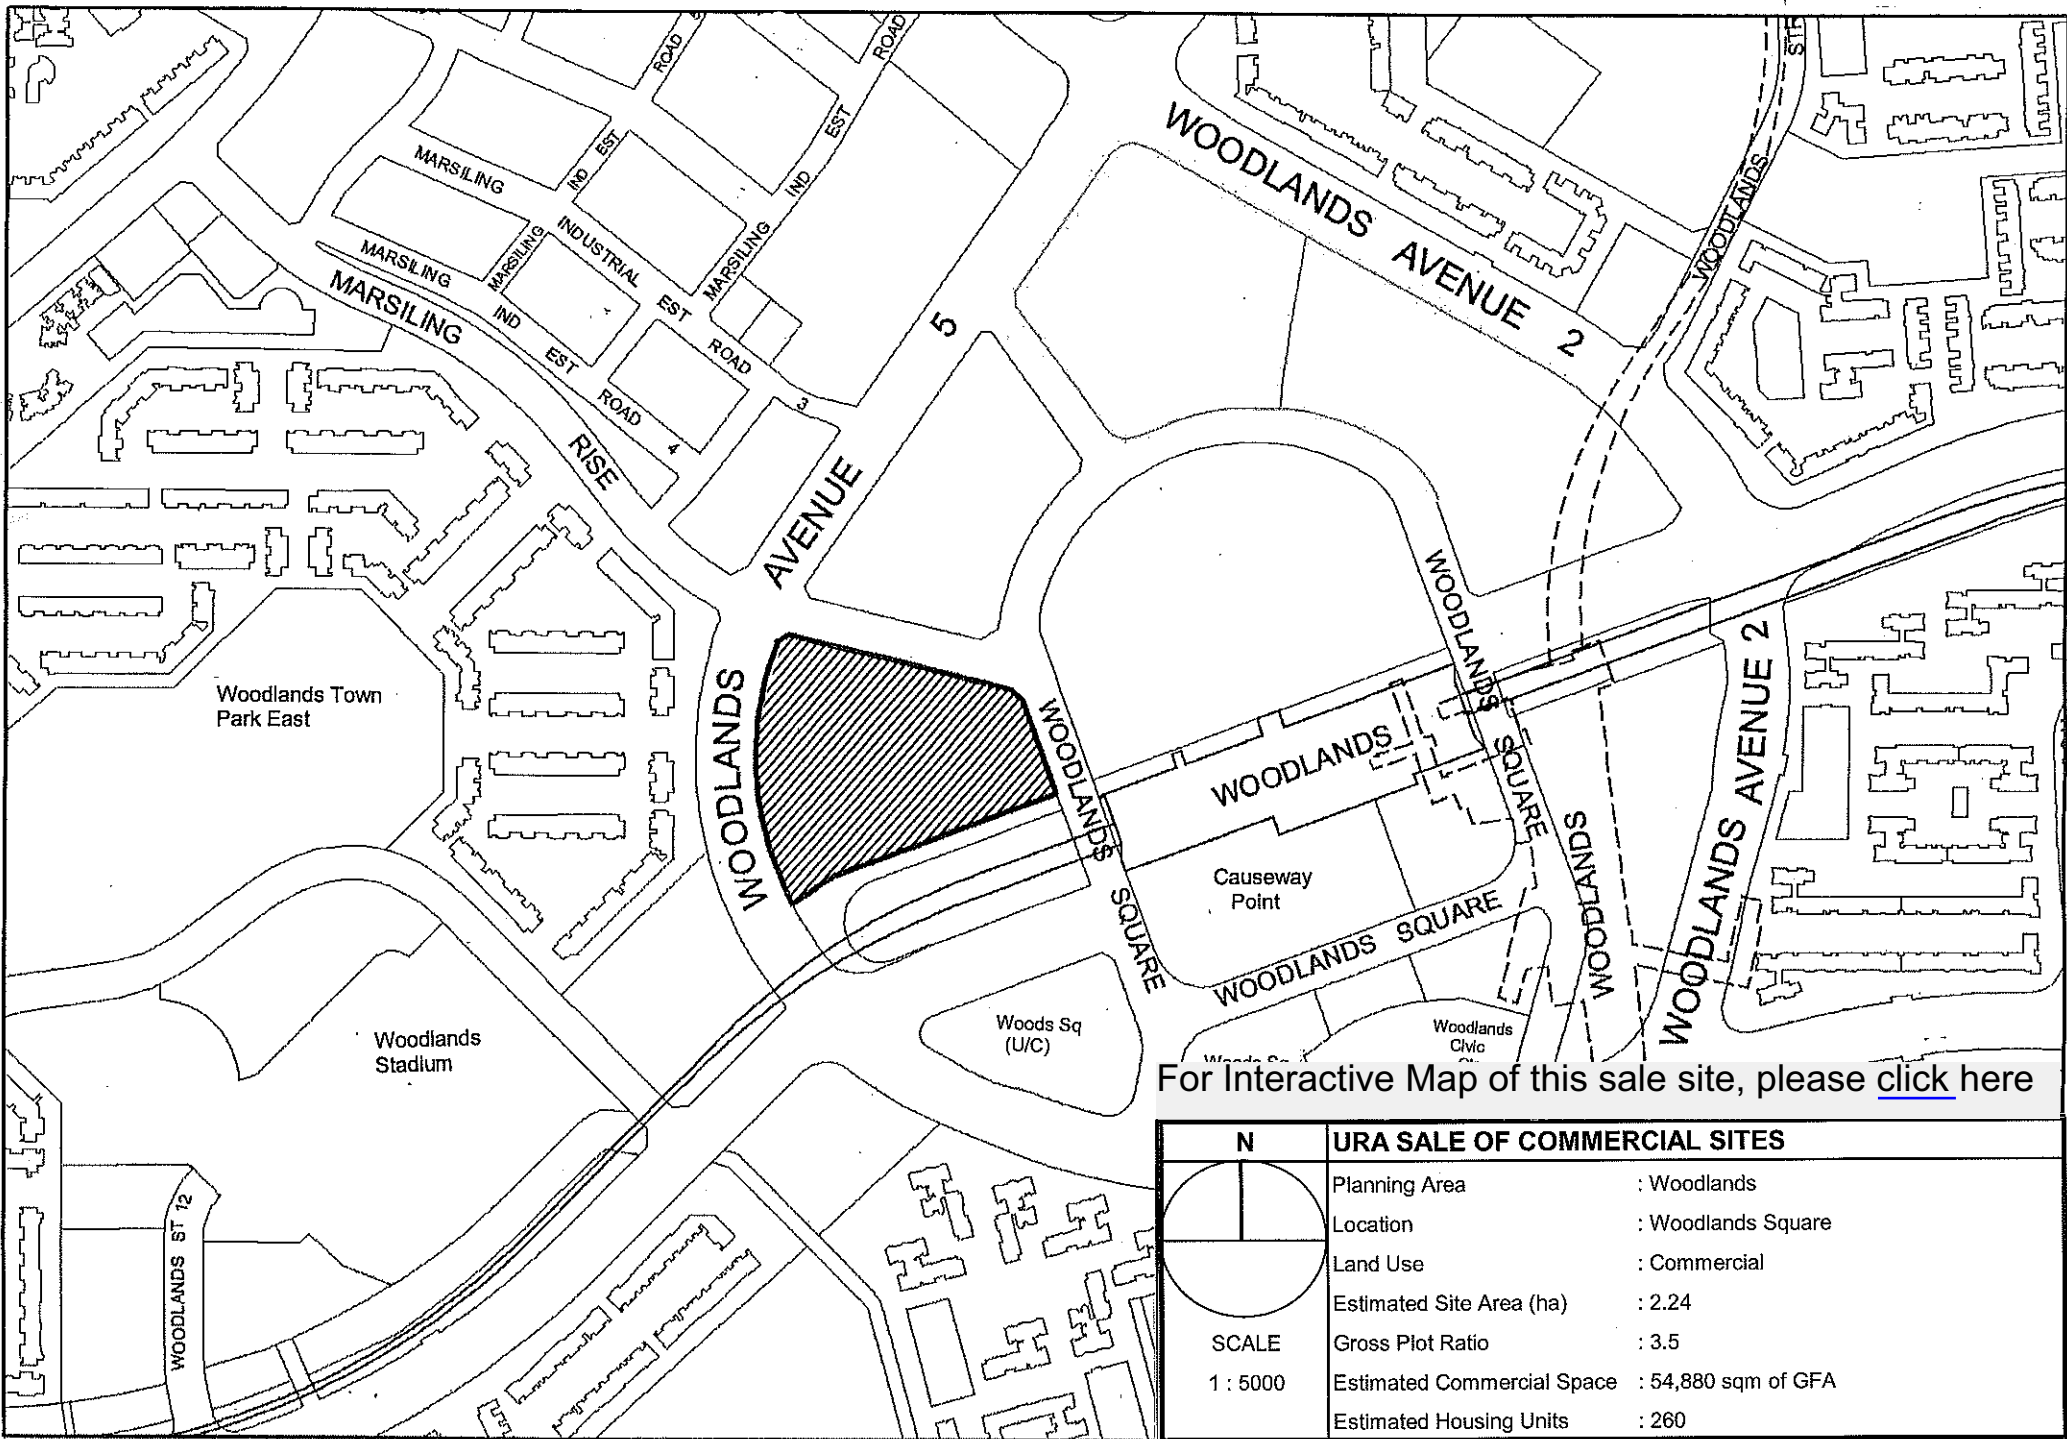 ROAD
ROAD
STR
EST
EST
MARSILING
IND
IND
WOODLANDS AVENUE 2
WOODLANDS
MARSILING
INDUSTRIAL
EST
ROAD
3
MARSILING
MARSILING
IND
EST
ROAD
4
MARSILING
RISE
WOODLANDS
AVENUE
5
WOODLANDS
SQUARE
WOODLANDS
SQUARE
WOODLANDS
WOODLANDS
WOODLANDS AVENUE 2
Woodlands Town
Park East
Causeway
Point
WOODLANDS SQUARE
Woodlands
Stadium
Woods Sq
(U/C)
Woods Sq
Woodlands
Civic
WOODLANDS ST 12
For Interactive Map of this sale site, please click here
N
SCALE
1 : 5000
URA SALE OF COMMERCIAL SITES
Planning Area : Woodlands
Location : Woodlands Square
Land Use : Commercial
Estimated Site Area (ha) : 2.24
Gross Plot Ratio : 3.5
Estimated Commercial Space : 54,880 sqm of GFA
Estimated Housing Units : 260